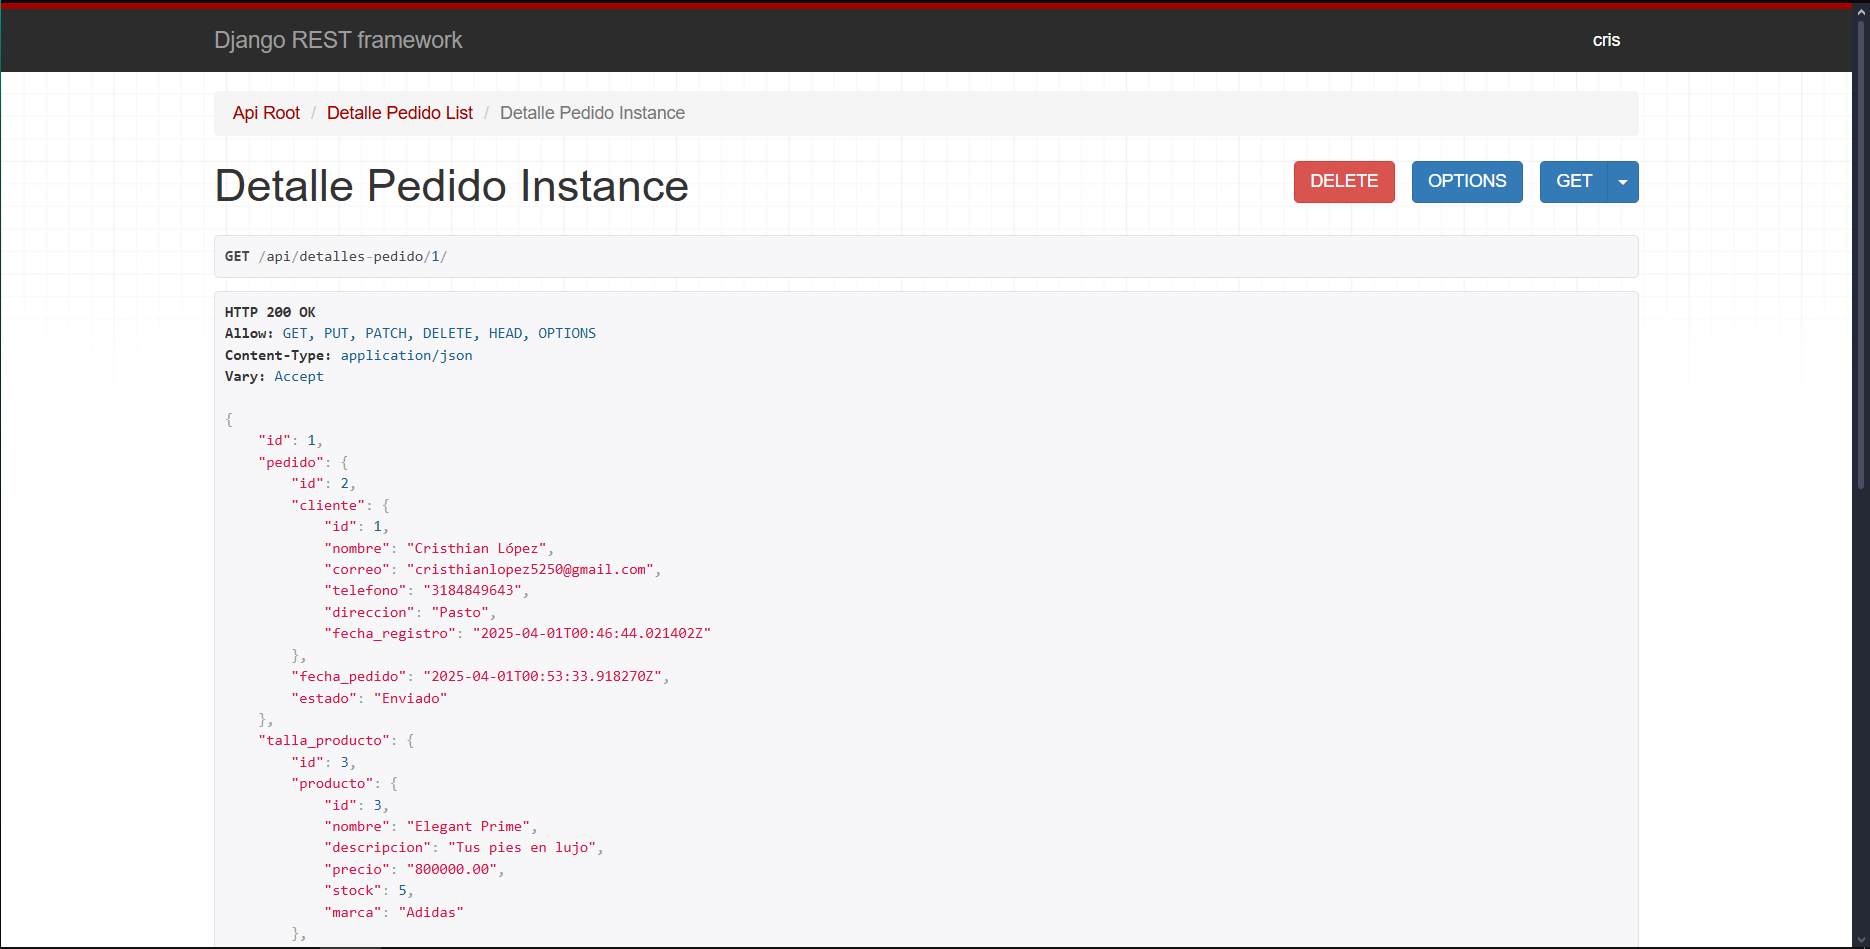 Django REST framework
cris
Api Root / Detalle Pedido List / Detalle Pedido Instance
Detalle Pedido Instance
DELETE
OPTIONS
GET
GET /api/detalles-pedido/1/
HTTP 200 OK
Allow: GET, PUT, PATCH, DELETE, HEAD, OPTIONS
Content-Type: application/json
Vary: Accept
{
    "id": 1,
    "pedido": {
        "id": 2,
        "cliente": {
            "id": 1,
            "nombre": "Cristhian López",
            "correo": "cristhianlopez5250@gmail.com",
            "telefono": "3184849643",
            "direccion": "Pasto",
            "fecha_registro": "2025-04-01T00:46:44.021402Z"
        },
        "fecha_pedido": "2025-04-01T00:53:33.918270Z",
        "estado": "Enviado"
    },
    "talla_producto": {
        "id": 3,
        "producto": {
            "id": 3,
            "nombre": "Elegant Prime",
            "descripcion": "Tus pies en lujo",
            "precio": "800000.00",
            "stock": 5,
            "marca": "Adidas"
        },